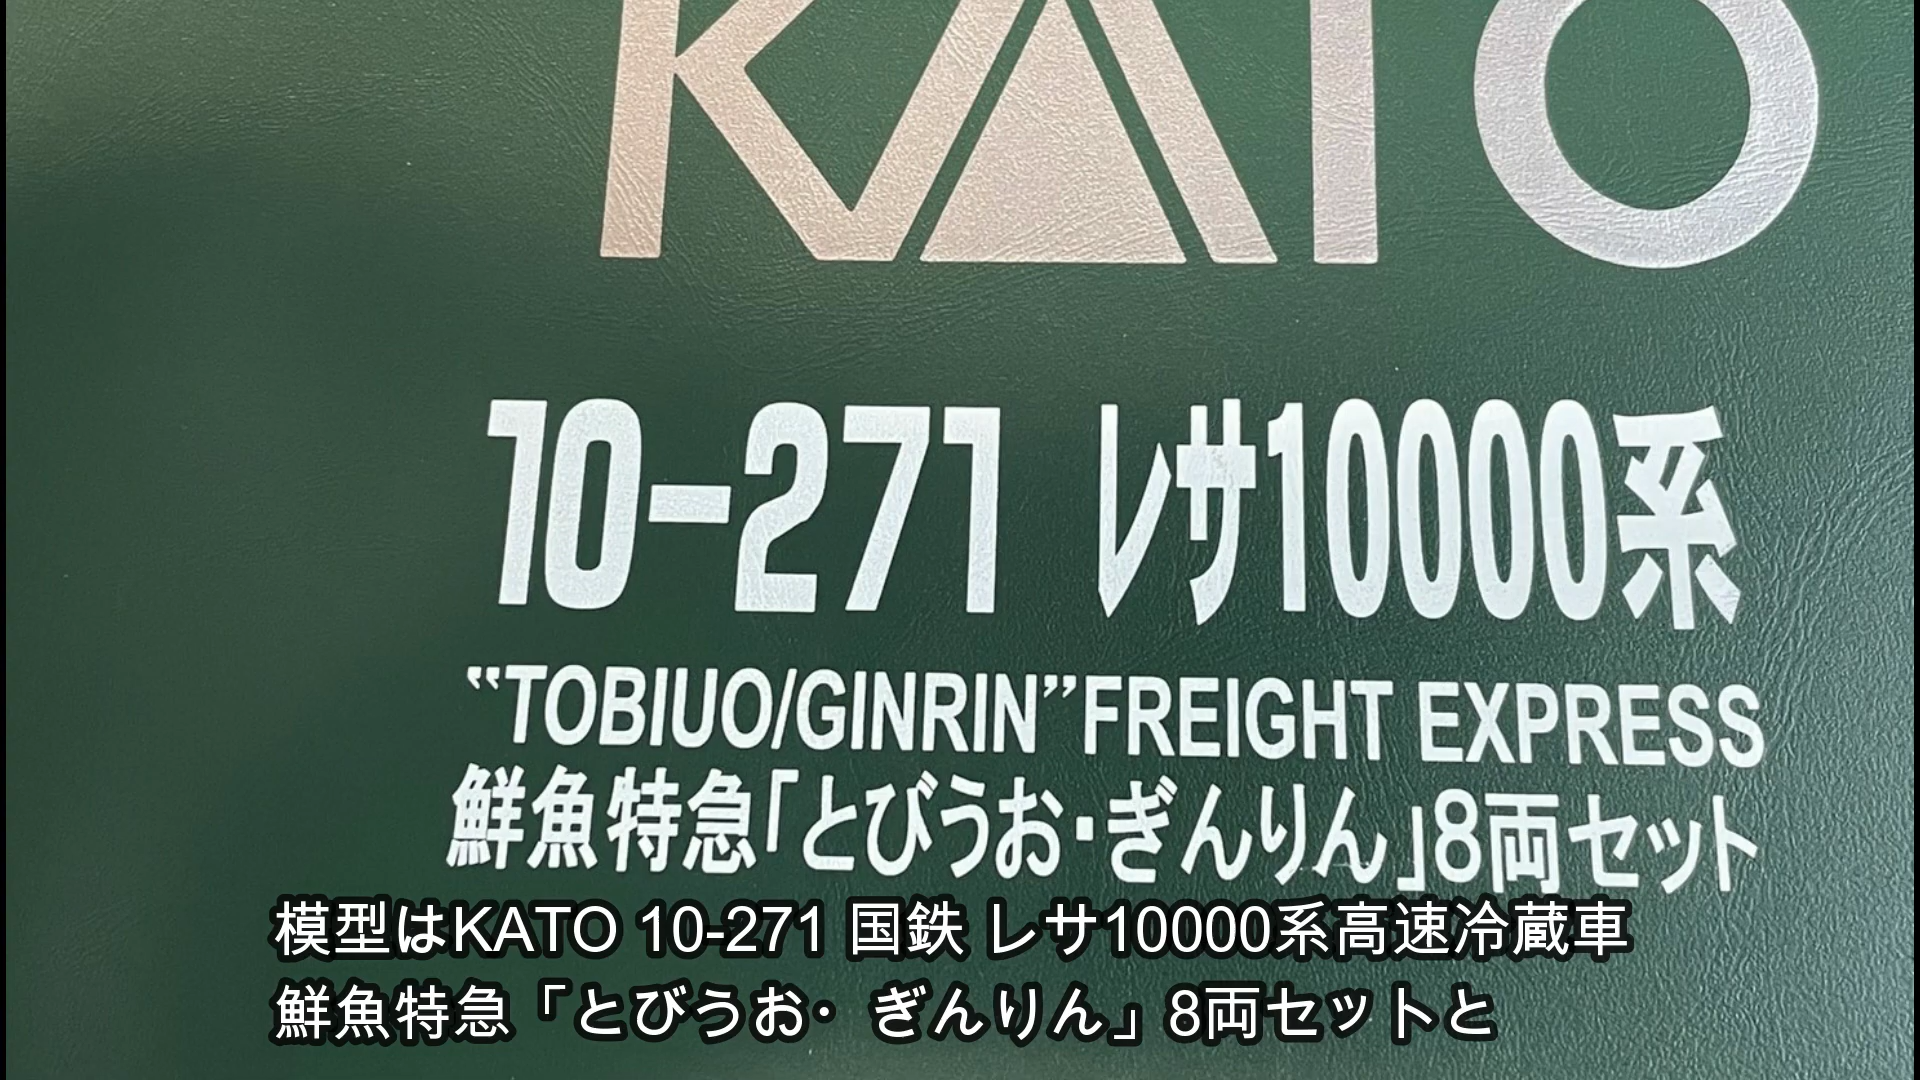 KATO
10-271 レサ10000系
“TOBIUO/GINRIN”FREIGHT EXPRESS
鮮魚特急「とびうお・ぎんりん」8両セット
模型はKATO 10-271 国鉄 レサ10000系高速冷蔵車
鮮魚特急「とびうお・ぎんりん」8両セットと